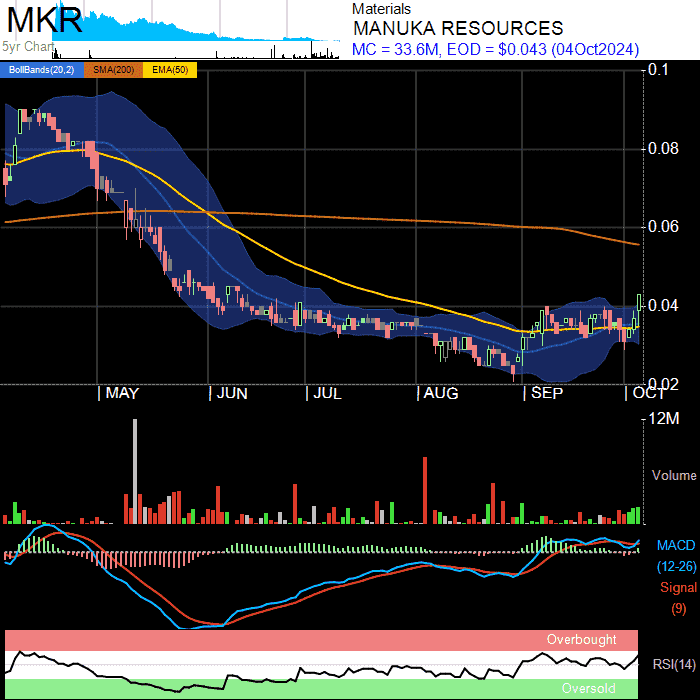 MKR
5yr Chart
Materials
MANUKA RESOURCES
MC = 33.6M, EOD = $0.043 (04Oct2024)
BollBands(20,2) SMA(200) EMA(50)
0.1
0.08
0.06
0.04
0.02
MAY JUN JUL AUG SEP OCT
12M
Volume
MACD
(12-26)
Signal
(9)
Overbought
RSI(14)
Oversold